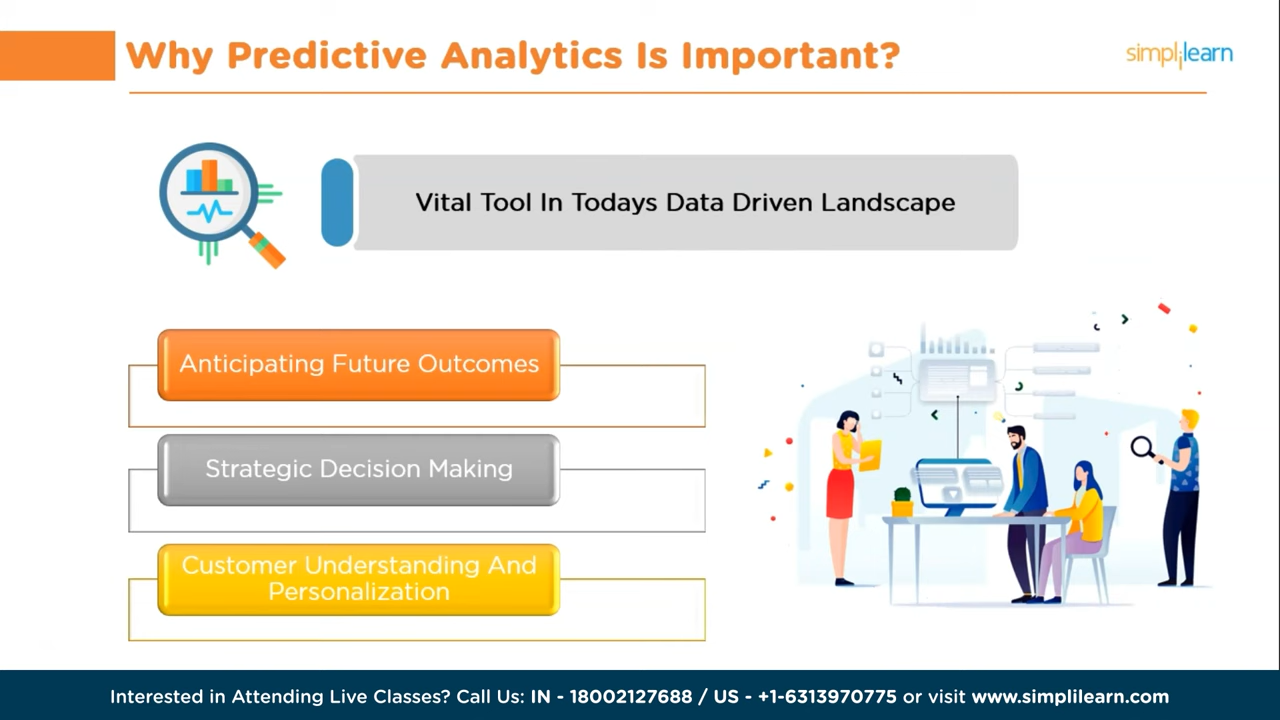 Why Predictive Analytics Is Important?
simplilearn
Vital Tool In Todays Data Driven Landscape
Anticipating Future Outcomes
Strategic Decision Making
Customer Understanding And
Personalization
Interested in Attending Live Classes? Call Us: IN - 18002127688 / US - +1-6313970775 or visit www.simplilearn.com